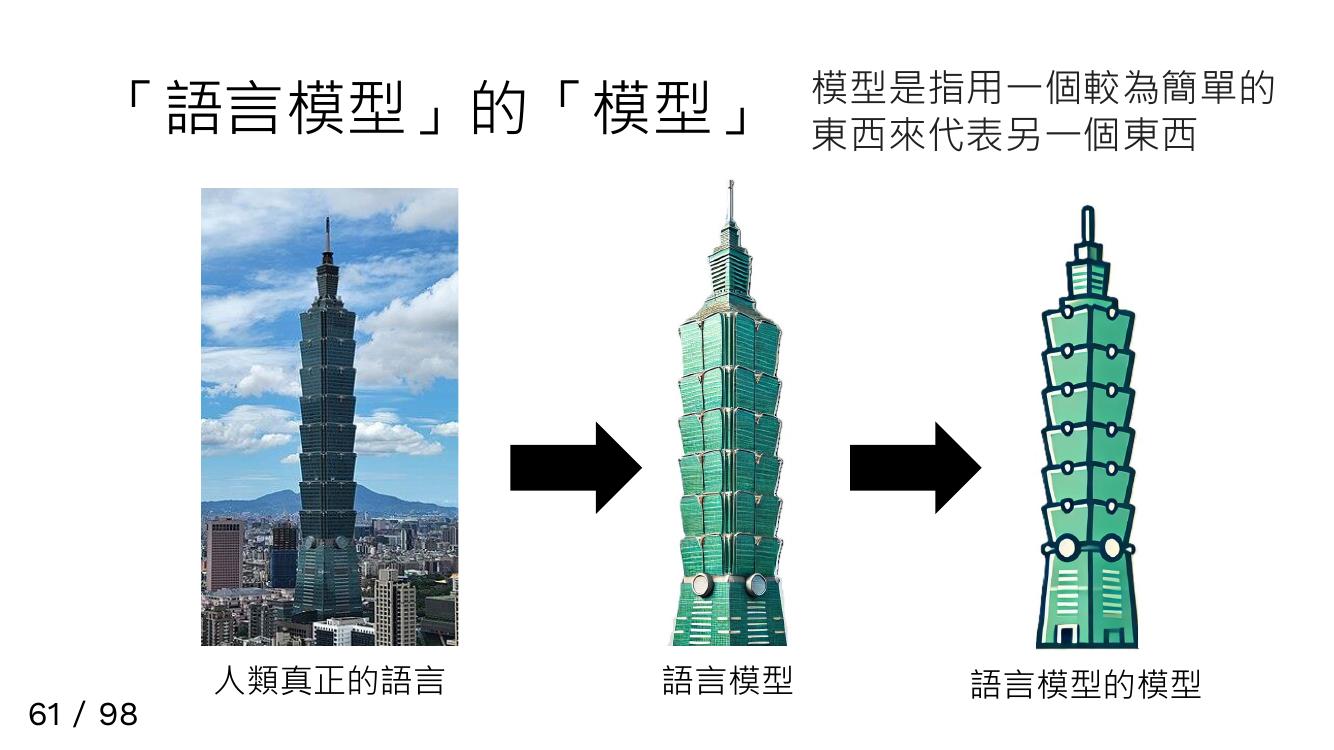 「語言模型」的「模型」
模型是指用一個較為簡單的
東西來代表另一個東西
人類真正的語言
語言模型
語言模型的模型
61 / 98